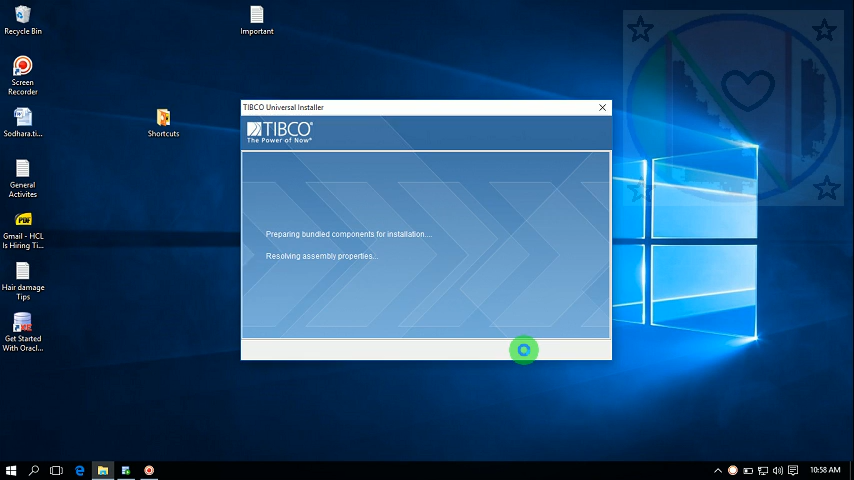 Recycle Bin
Important
Screen
Recorder
Sodhara.ti...
Shortcuts
General
Activites
PDF
Gmail - HCL
Is Hiring Ti...
Hair damage
Tips
Get Started
With Oracl...
TIBCO Universal Installer
TIBCO®
The Power of Now®
Preparing bundled components for installation....
Resolving assembly properties...
10:58 AM